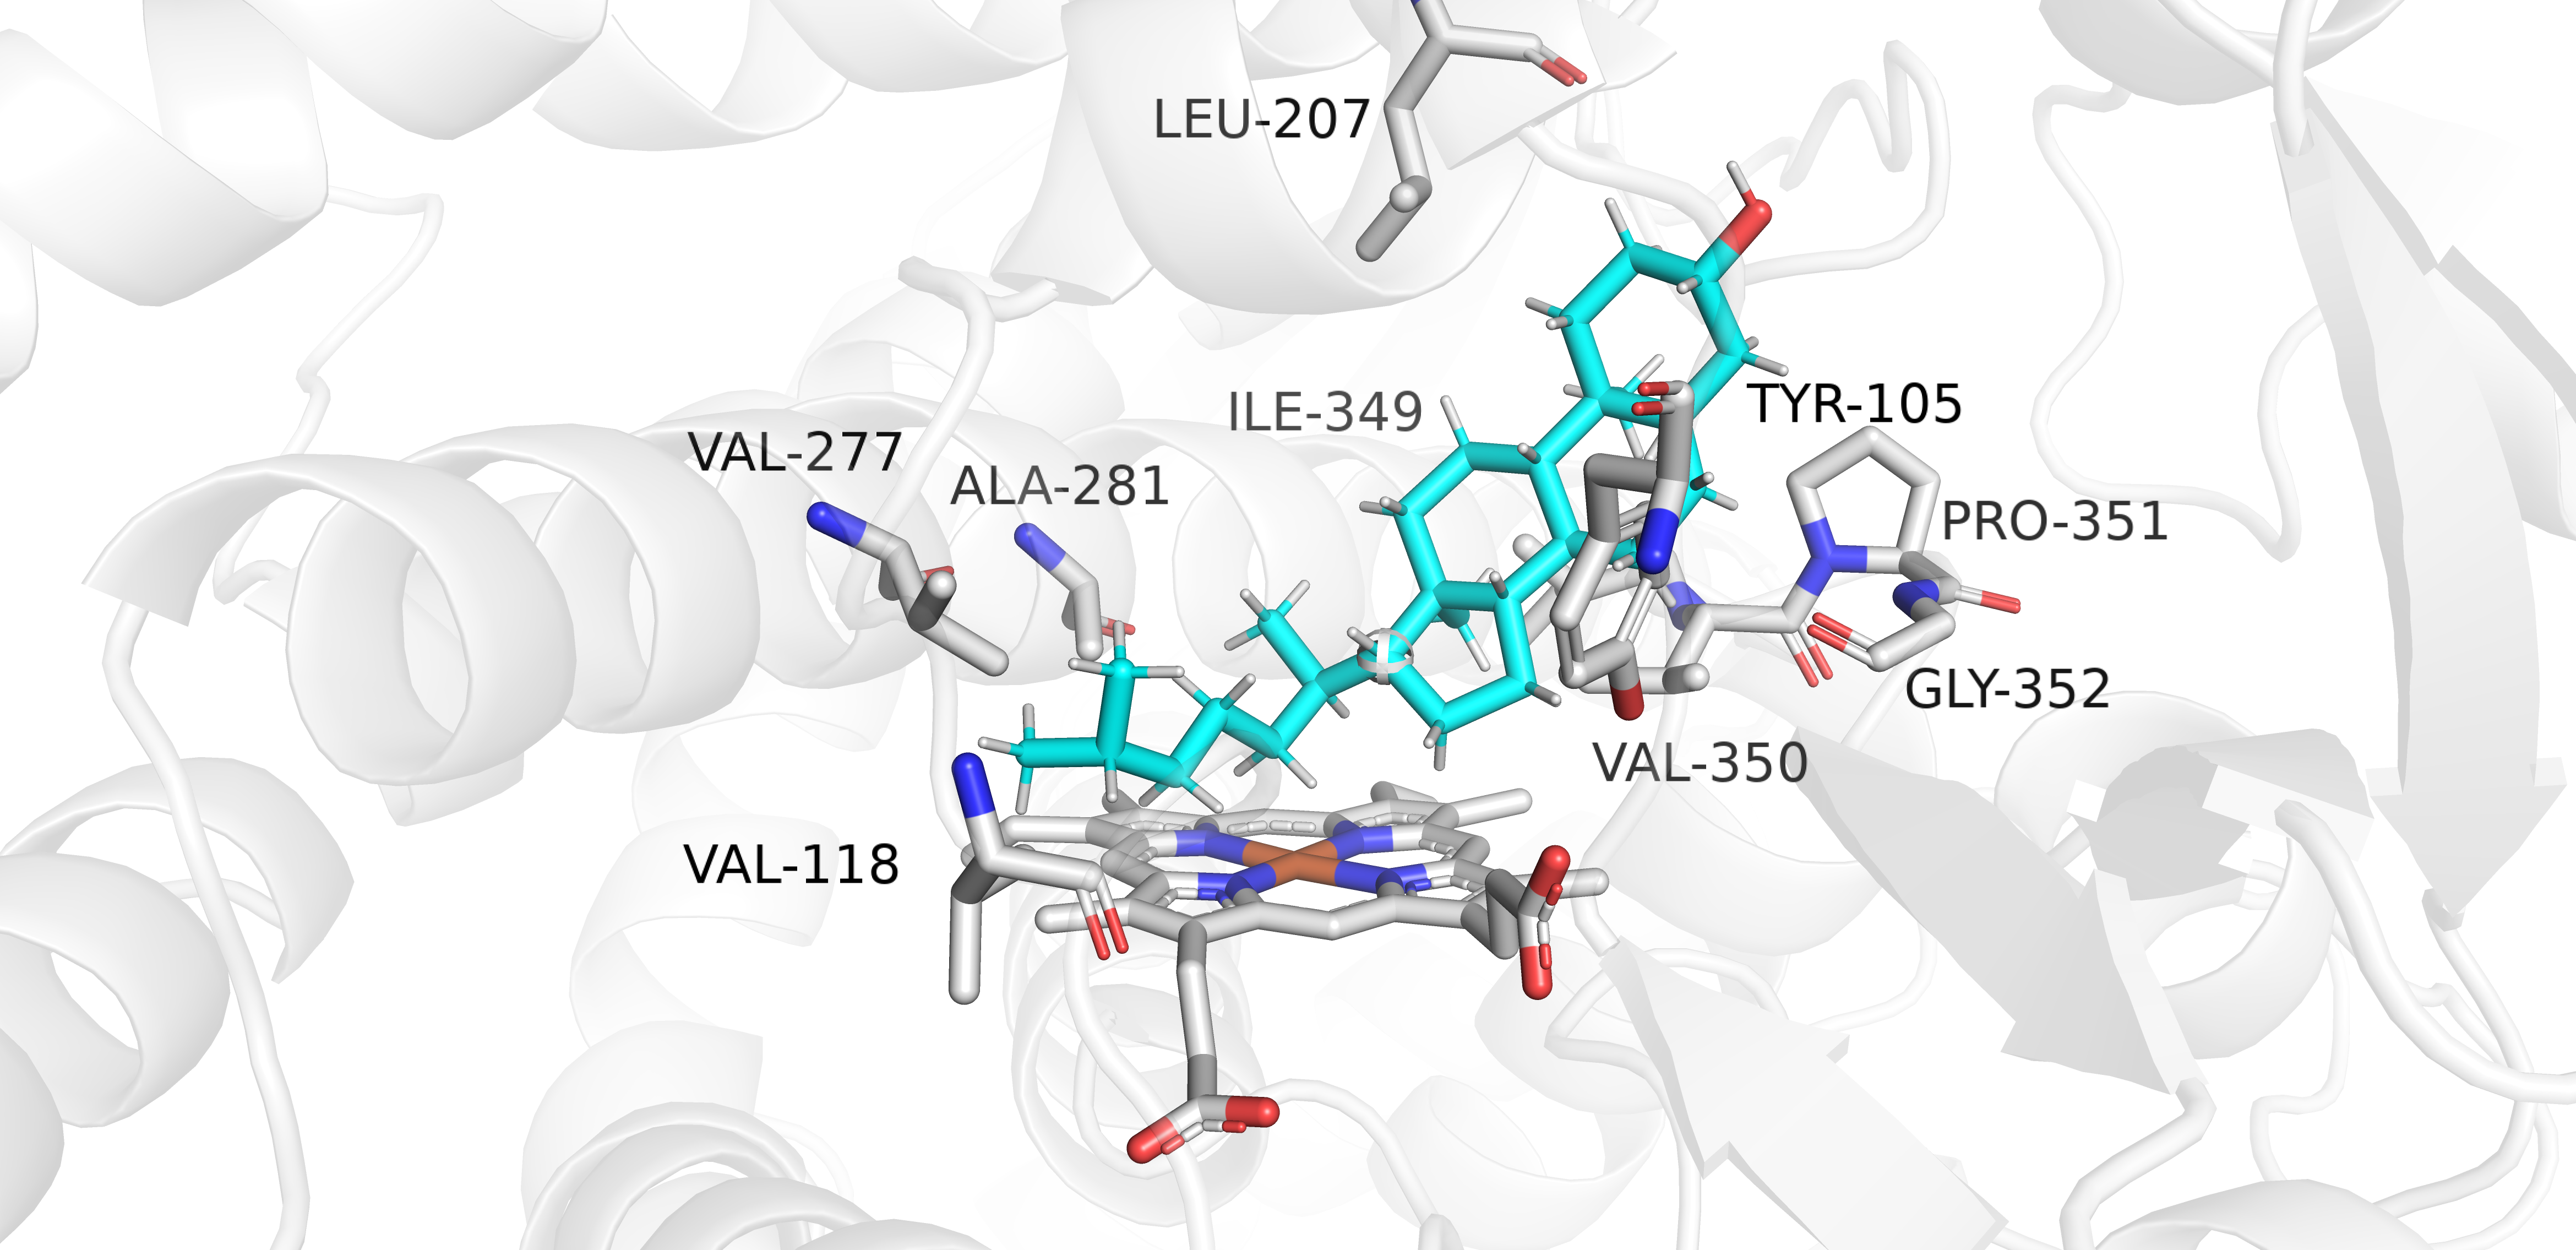 LEU-207
ILE-349
TYR-105
VAL-277
ALA-281
PRO-351
GLY-352
VAL-350
VAL-118